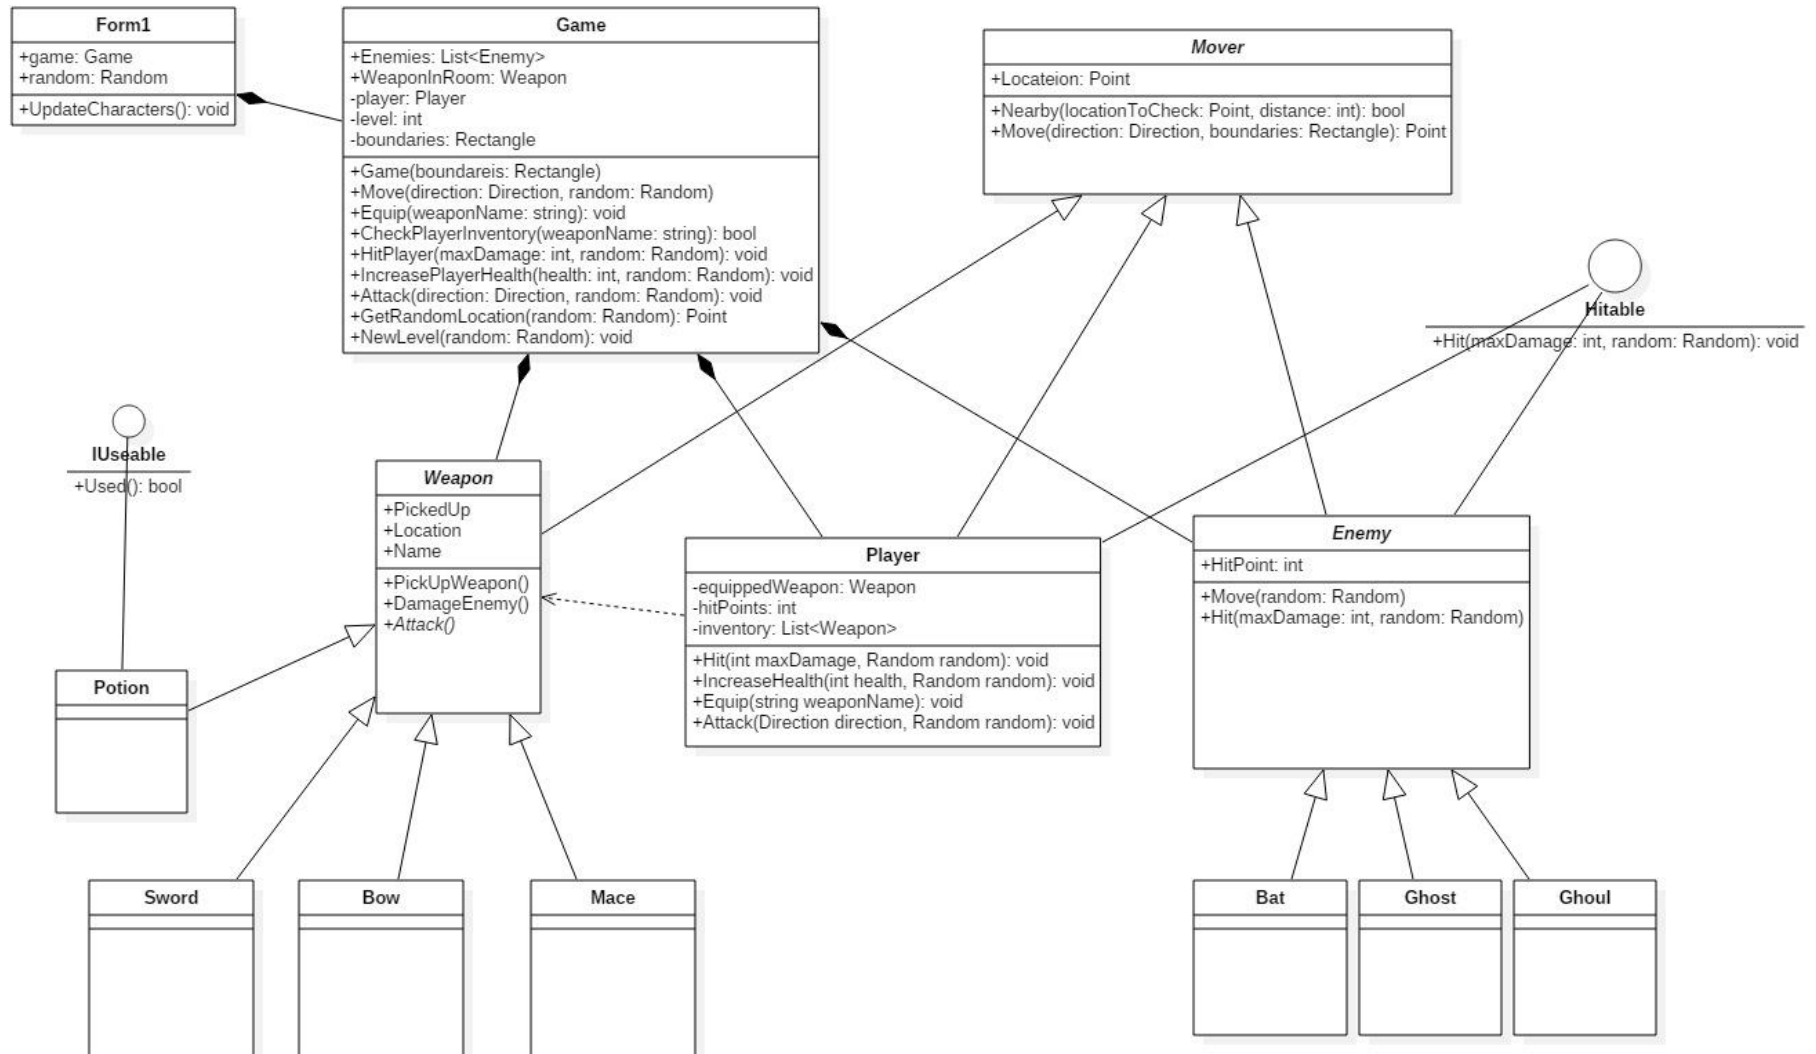 Form1
+game: Game
+random: Random
+UpdateCharacters(): void
Game
+Enemies: List<Enemy>
+WeaponInRoom: Weapon
-player: Player
-level: int
-boundaries: Rectangle
+Game(boundareis: Rectangle)
+Move(direction: Direction, random: Random)
+Equip(weaponName: string): void
+CheckPlayerInventory(weaponName: string): bool
+HitPlayer(maxDamage: int, random: Random): void
+IncreasePlayerHealth(health: int, random: Random): void
+Attack(direction: Direction, random: Random): void
+GetRandomLocation(random: Random): Point
+NewLevel(random: Random): void
Mover
+Locateion: Point
+Nearby(locationToCheck: Point, distance: int): bool
+Move(direction: Direction, boundaries: Rectangle): Point
Hitable
+Hit(maxDamage: int, random: Random): void
IUseable
+Used(): bool
Weapon
+PickedUp
+Location
+Name
+PickUpWeapon()
+DamageEnemy()
+Attack()
Player
-equippedWeapon: Weapon
-hitPoints: int
-inventory: List<Weapon>
+Hit(int maxDamage, Random random): void
+IncreaseHealth(int health, Random random): void
+Equip(string weaponName): void
+Attack(Direction direction, Random random): void
Enemy
+HitPoint: int
+Move(random: Random)
+Hit(maxDamage: int, random: Random)
Potion
Sword
Bow
Mace
Bat
Ghost
Ghoul